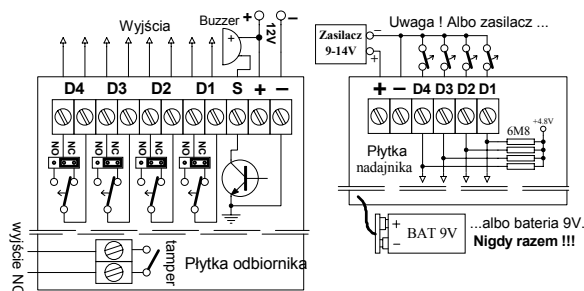 Wyjścia
Buzzer
+
+
–
12V
D4 D3 D2 D1 S + –
NO NC
NO NC
NO NC
NO NC
wyjście NC
tamper
Płytka odbiornika
Uwaga ! Albo zasilacz ...
Zasilacz
9-14V
–
+
+ – D4 D3 D2 D1
Płytka
nadajnika
6M8
+4.8V
+
–
BAT 9V
...albo bateria 9V.
Nigdy razem !!!